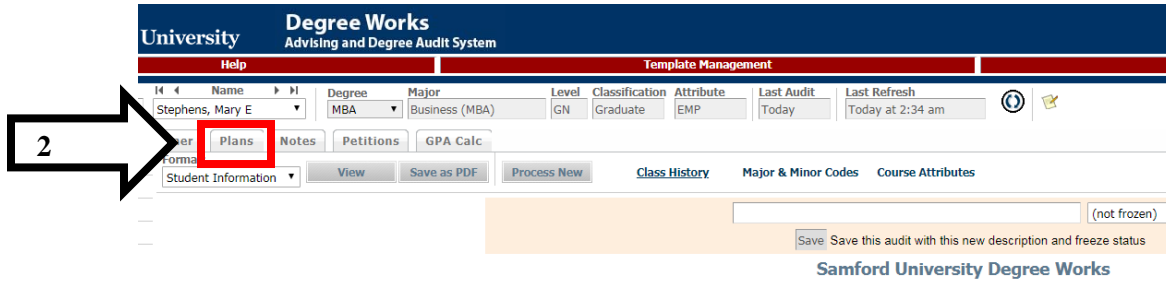 Degree Works
University
Advising and Degree Audit System
Help Template Management
Name Degree Major Level Classification Attribute Last Audit Last Refresh
Stephens, Mary E MBA Business (MBA) GN Graduate EMP Today Today at 2:34 am
2
Plans Notes Petitions GPA Calc
Student Information View Save as PDF Process New Class History Major & Minor Codes Course Attributes
(not frozen)
Save Save this audit with this new description and freeze status
Samford University Degree Works